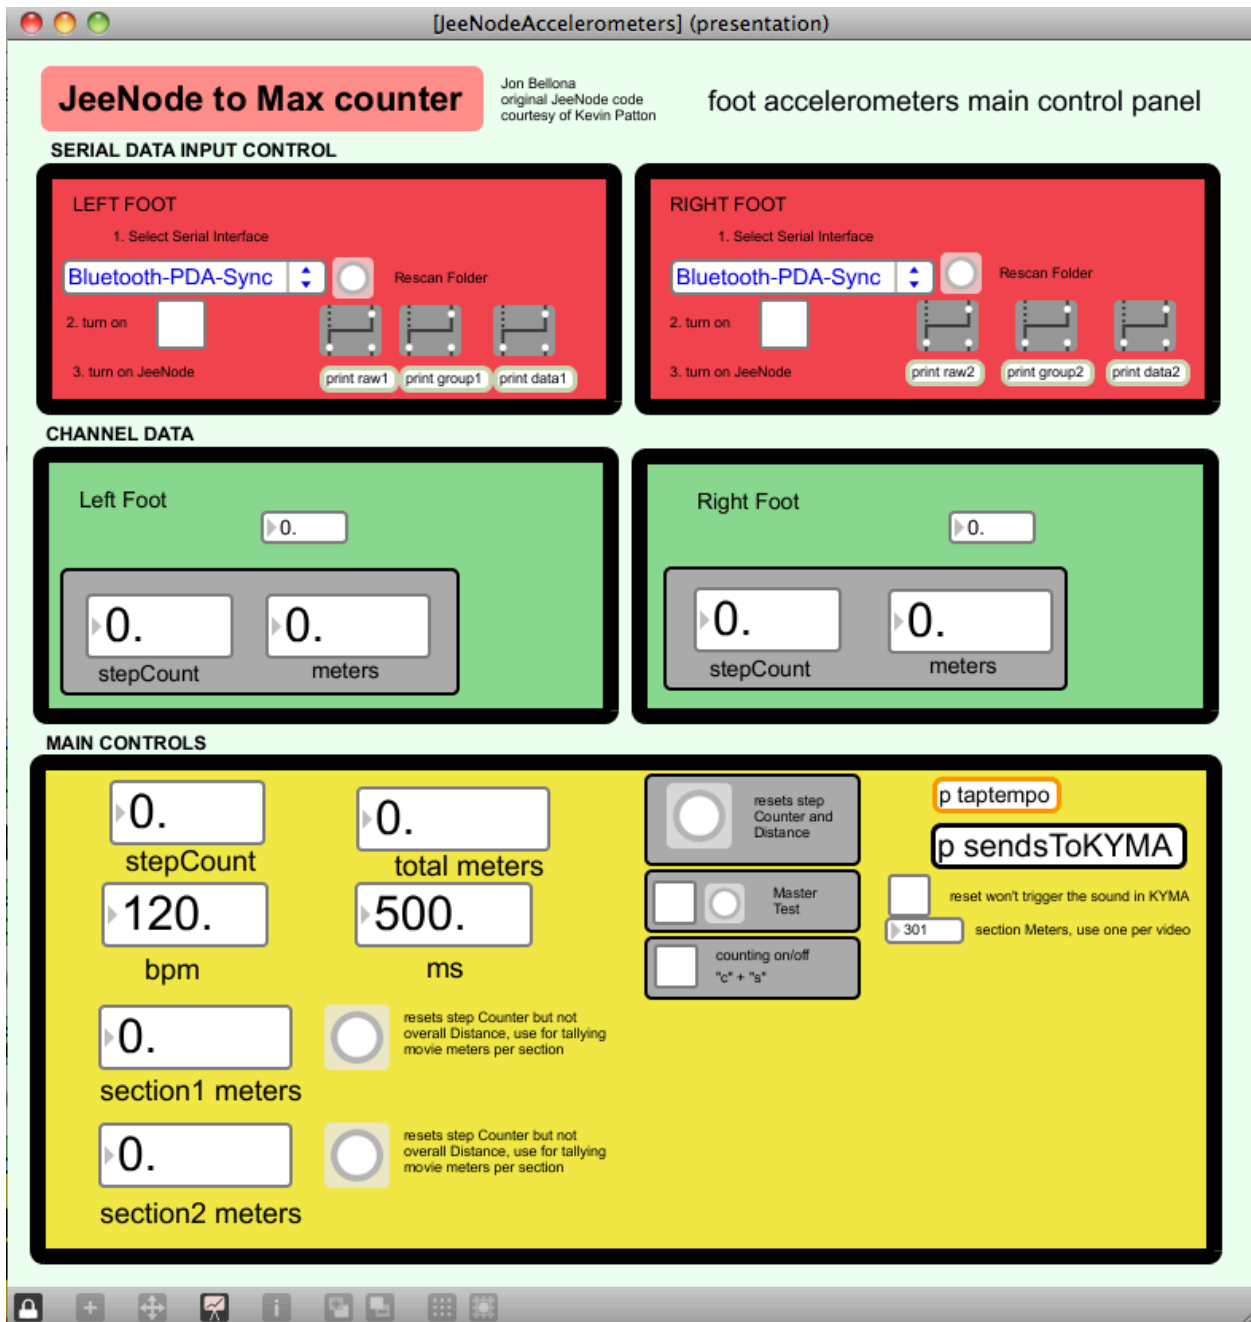 [JeeNodeAccelerometers] (presentation)
JeeNode to Max counter
Jon Bellona
original JeeNode code
courtesy of Kevin Patton
foot accelerometers main control panel
SERIAL DATA INPUT CONTROL
LEFT FOOT
1. Select Serial Interface
Bluetooth-PDA-Sync
Rescan Folder
2. turn on
3. turn on JeeNode
print raw1
print group1
print data1
RIGHT FOOT
1. Select Serial Interface
Bluetooth-PDA-Sync
Rescan Folder
2. turn on
3. turn on JeeNode
print raw2
print group2
print data2
CHANNEL DATA
Left Foot
0.
0.
0.
stepCount
meters
Right Foot
0.
0.
0.
stepCount
meters
MAIN CONTROLS
0.
stepCount
0.
total meters
120.
bpm
500.
ms
0.
section1 meters
resets step Counter but not
overall Distance, use for tallying
movie meters per section
0.
section2 meters
resets step Counter but not
overall Distance, use for tallying
movie meters per section
resets step
Counter and
Distance
Master
Test
counting on/off
"c" + "s"
p taptempo
p sendsToKYMA
reset won't trigger the sound in KYMA
301
section Meters, use one per video